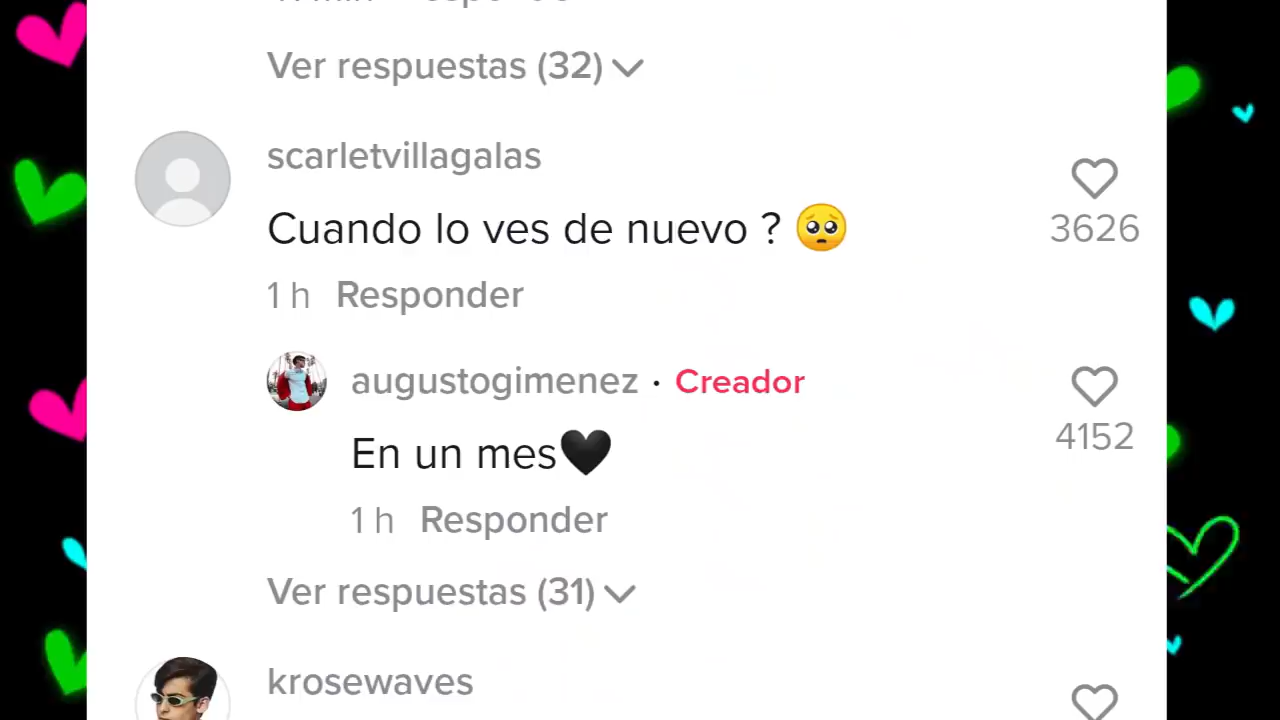 Ver respuestas (32)
scarletvillagalas
Cuando lo ves de nuevo ? 🥺
3626
1 h Responder
augustogimenez · Creador
En un mes🖤
4152
1 h Responder
Ver respuestas (31)
krosewaves